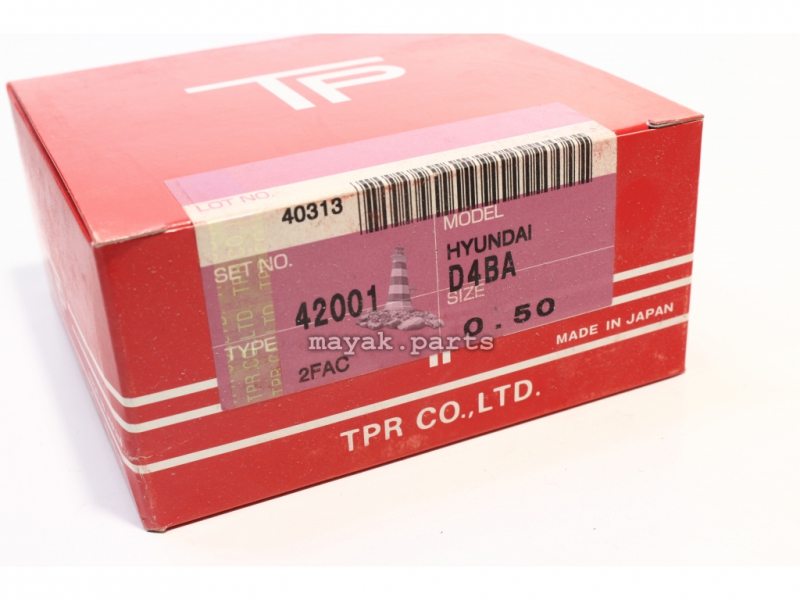 TP
LOT NO.
40313
MODEL
HYUNDAI
SET NO.
D4BA
42001
SIZE
0.50
TYPE
2FAC
mayak.parts
MADE IN JAPAN
TPR CO.,LTD.